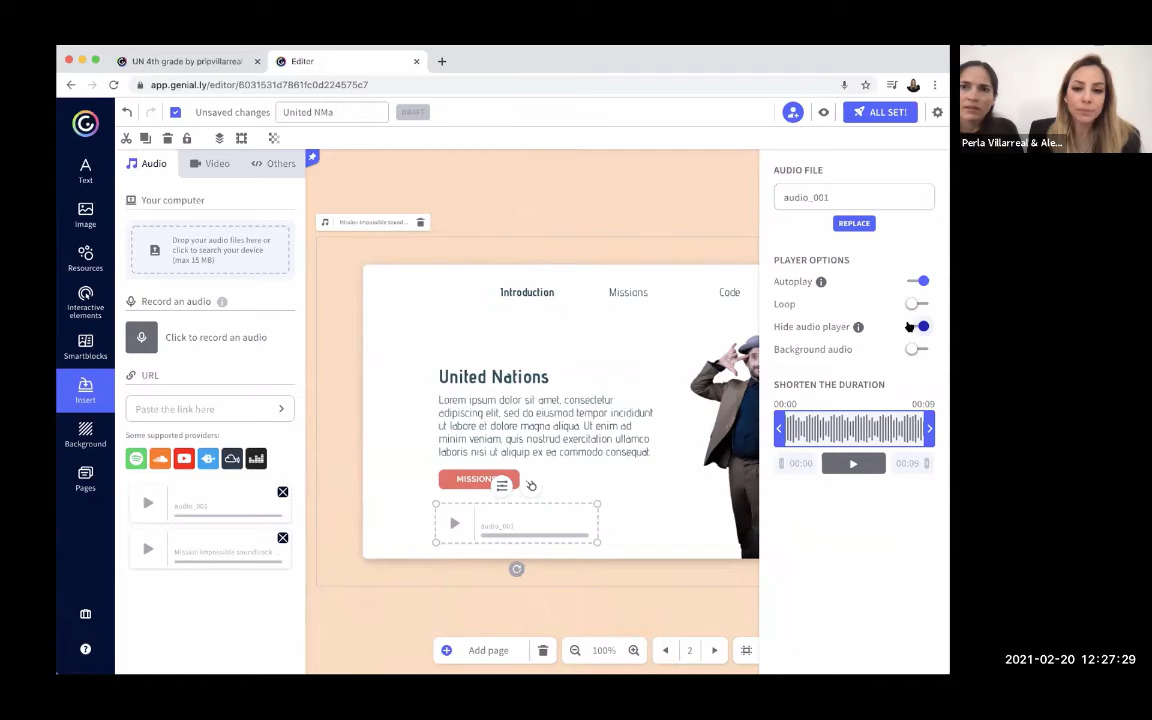 UN 4th grade by pripvillarreal
Editor
app.genial.ly/editor/6031531d7861fc0d224575c7
Unsaved changes
United NMa
DRAFT
ALL SET!
Text
Image
Resources
Interactive
elements
Smartblocks
Insert
Background
Pages
Audio
Video
</> Others
Your computer
Drop your audio files here or
click to search your device
(max 15 MB)
Record an audio
Click to record an audio
URL
Paste the link here
Some supported providers:
audio_001
Mission Impossible soundtrack ...
Mission Impossible sound...
Introduction
Missions
Code
United Nations
Lorem ipsum dolor sit amet, consectetur
adipiscing elit, sed do eiusmod tempor incididunt
ut labore et dolore magna aliqua. Ut enim ad
minim veniam, quis nostrud exercitation ullamco
laboris nisi ut aliquip ex ea commodo consequat.
audio_001
Add page
100%
2
AUDIO FILE
audio_001
REPLACE
PLAYER OPTIONS
Autoplay
Loop
Hide audio player
Background audio
SHORTEN THE DURATION
00:00
00:09
00:00
00:09
Perla Villarreal & Ale...
2021-02-20 12:27:29